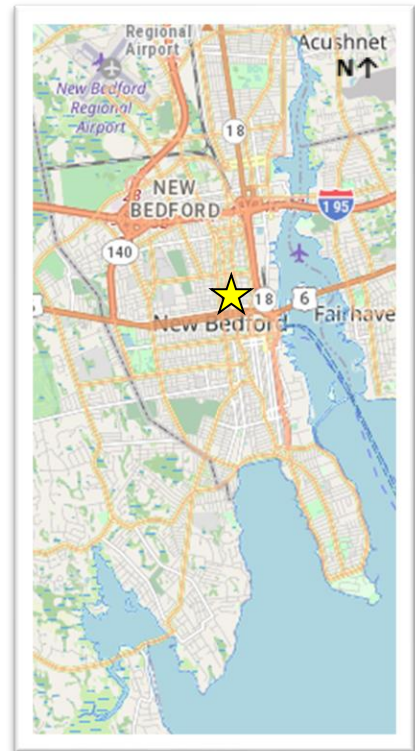 Regional
Airport
Acushnet
N↑
New Bedford
Regional
Airport
18
NEW
BEDFORD
I 95
140
18
6
New Bedford
Fairhave